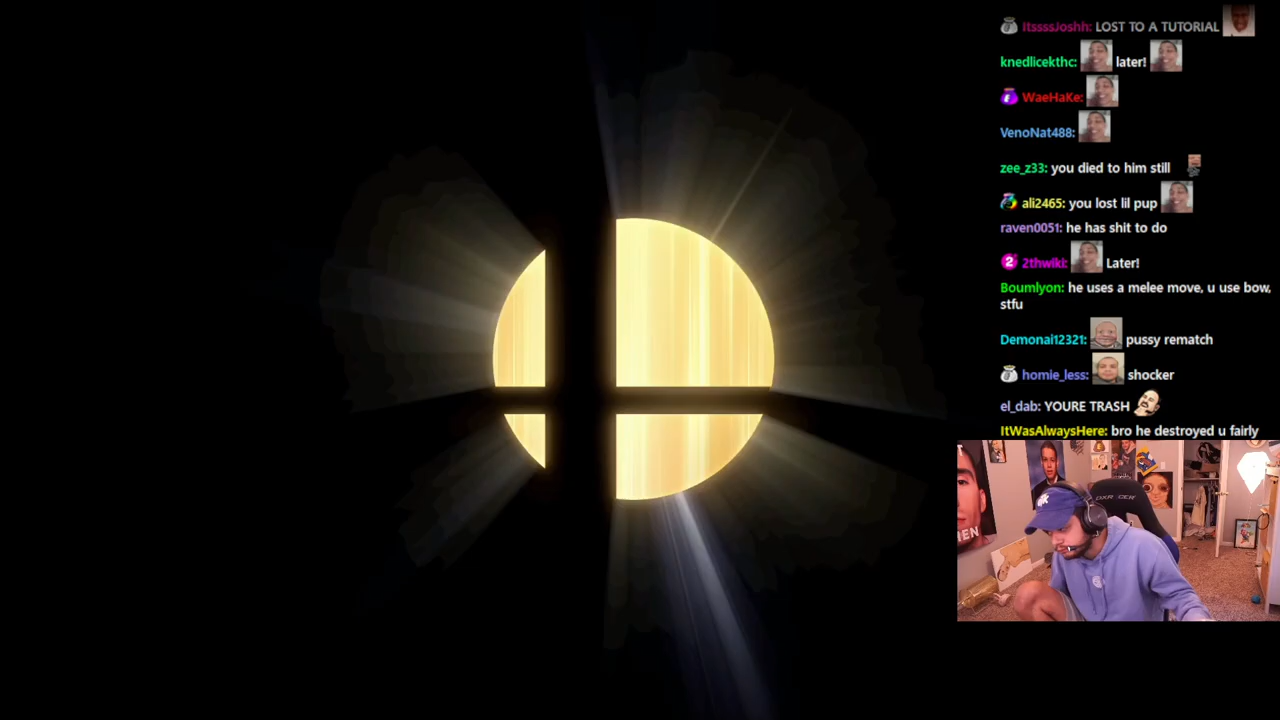 ItssssJoshh: LOST TO A TUTORIAL
knedlicekthc: later!
WaeHaKe:
VenoNat488:
zee_z33: you died to him still
ali2465: you lost lil pup
raven0051: he has shit to do
2thwiki: Later!
Boumlyon: he uses a melee move, u use bow,
stfu
Demonai12321: pussy rematch
homie_less: shocker
el_dab: YOURE TRASH
ItWasAlwaysHere: bro he destroyed u fairly